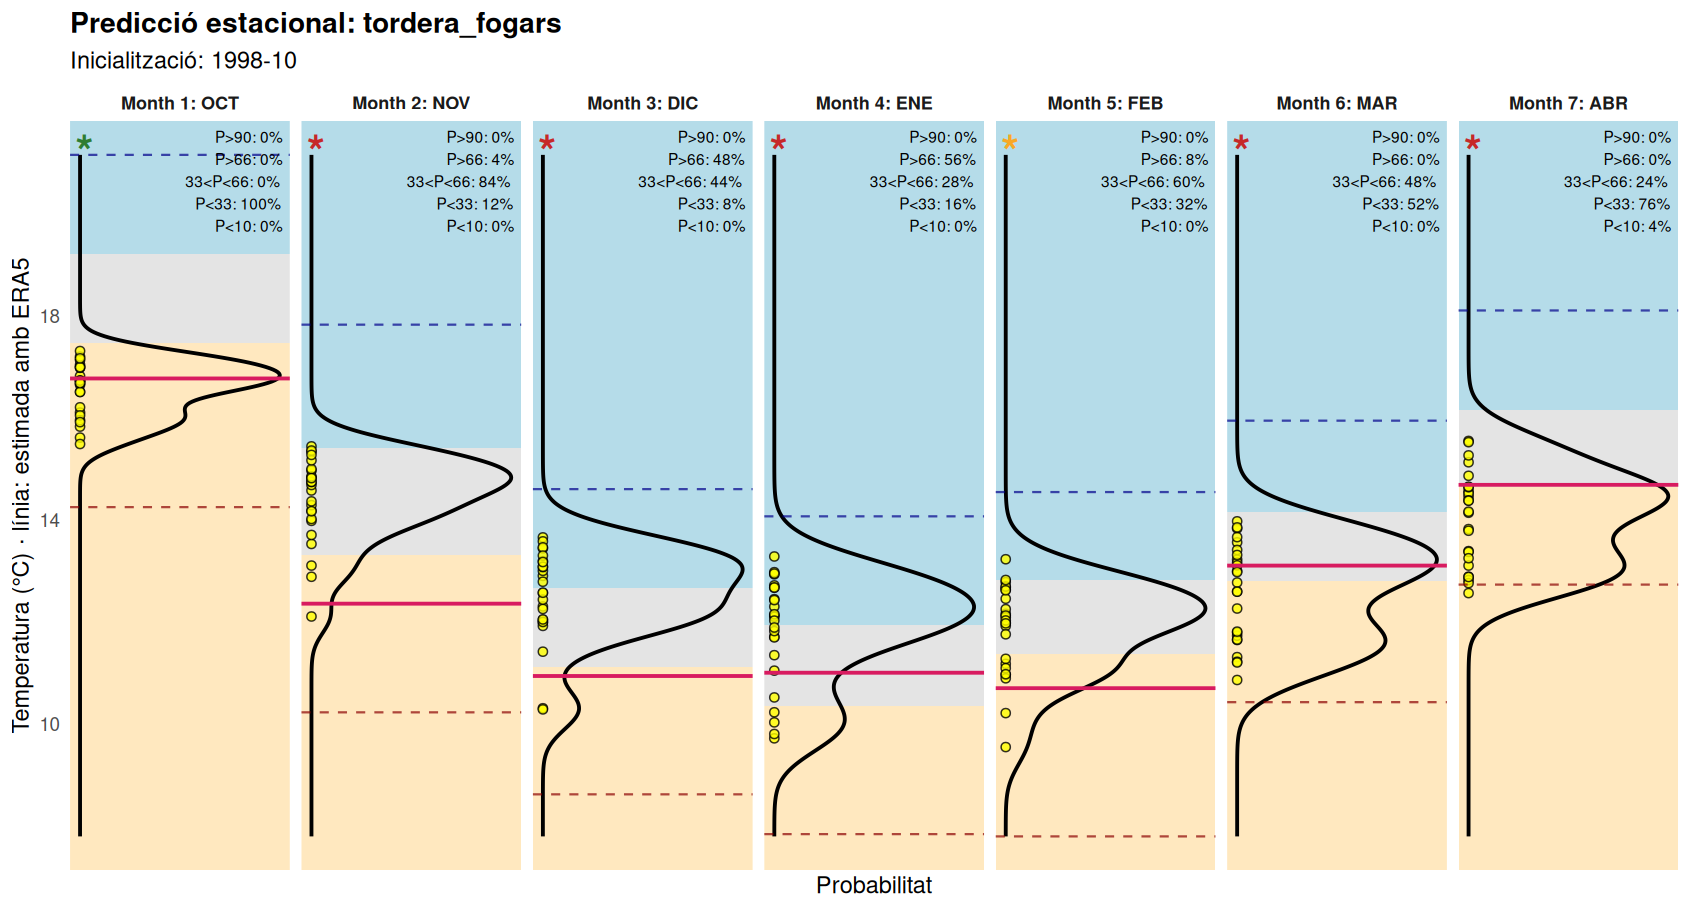 Predicció estacional: tordera_fogars
Inicialització: 1998-10
Month 1: OCT
Month 2: NOV
Month 3: DIC
Month 4: ENE
Month 5: FEB
Month 6: MAR
Month 7: ABR
*
P>90: 0%
P>66: 0%
33<P<66: 0%
P<33: 100%
P<10: 0%
*
P>90: 0%
P>66: 4%
33<P<66: 84%
P<33: 12%
P<10: 0%
*
P>90: 0%
P>66: 48%
33<P<66: 44%
P<33: 8%
P<10: 0%
*
P>90: 0%
P>66: 56%
33<P<66: 28%
P<33: 16%
P<10: 0%
*
P>90: 0%
P>66: 8%
33<P<66: 60%
P<33: 32%
P<10: 0%
*
P>90: 0%
P>66: 0%
33<P<66: 48%
P<33: 52%
P<10: 0%
*
P>90: 0%
P>66: 0%
33<P<66: 24%
P<33: 76%
P<10: 4%
Temperatura (°C) · línia: estimada amb ERA5
18
14
10
Probabilitat